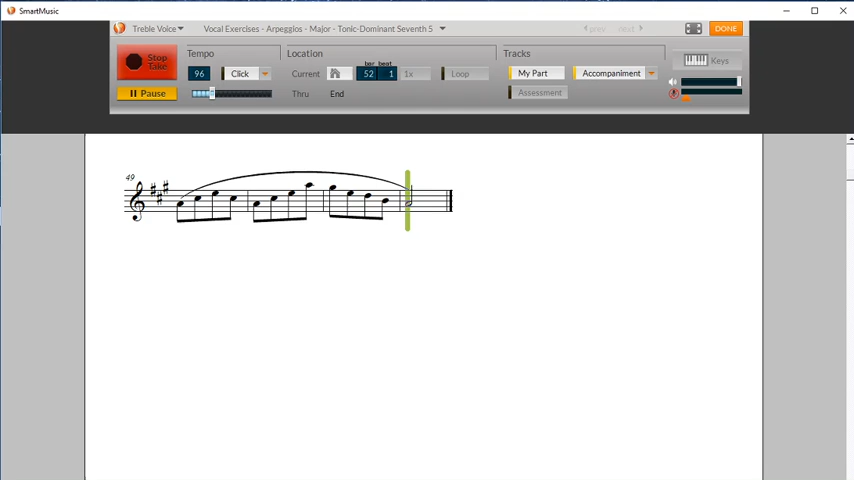 SmartMusic
Treble Voice Vocal Exercises - Arpeggios - Major - Tonic-Dominant Seventh 5 prev next DONE
Stop Take
Pause
Tempo
96 Click
Location
bar beat
Current 52 1 1x Loop
Thru End
Tracks
My Part Accompaniment
Assessment
Keys
49